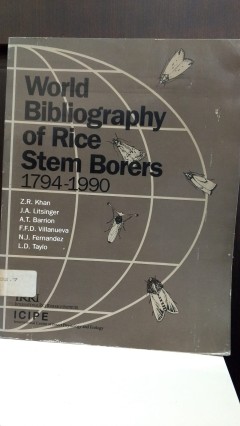 World
Bibliography
of Rice
Stem Borers
1794-1990
Z.R. Khan
J.A. Litsinger
A.T. Barrion
F.F.D. Villanueva
N.J. Fernandez
L.D. Taylo
IRRI
ICIPE